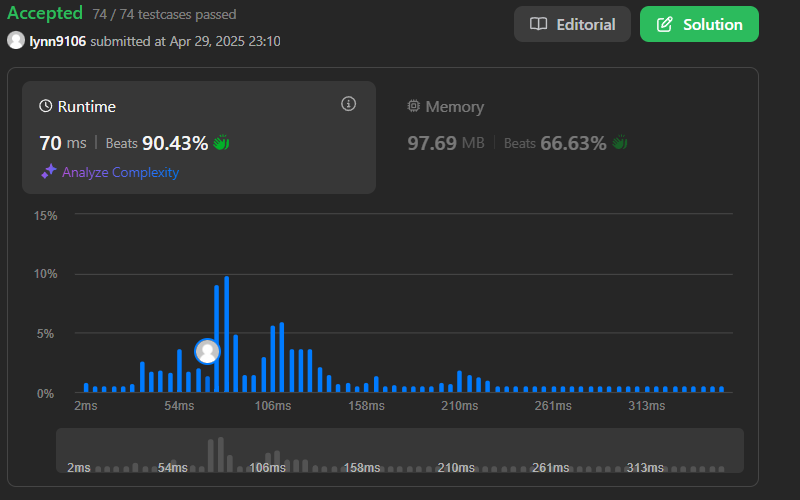 Accepted 74 / 74 testcases passed
Editorial
Solution
lynn9106 submitted at Apr 29, 2025 23:10
Runtime
70 ms | Beats 90.43%
Analyze Complexity
Memory
97.69 MB | Beats 66.63%
15%
10%
5%
0%
2ms 54ms 106ms 158ms 210ms 261ms 313ms
2ms 54ms 106ms 158ms 210ms 261ms 313ms